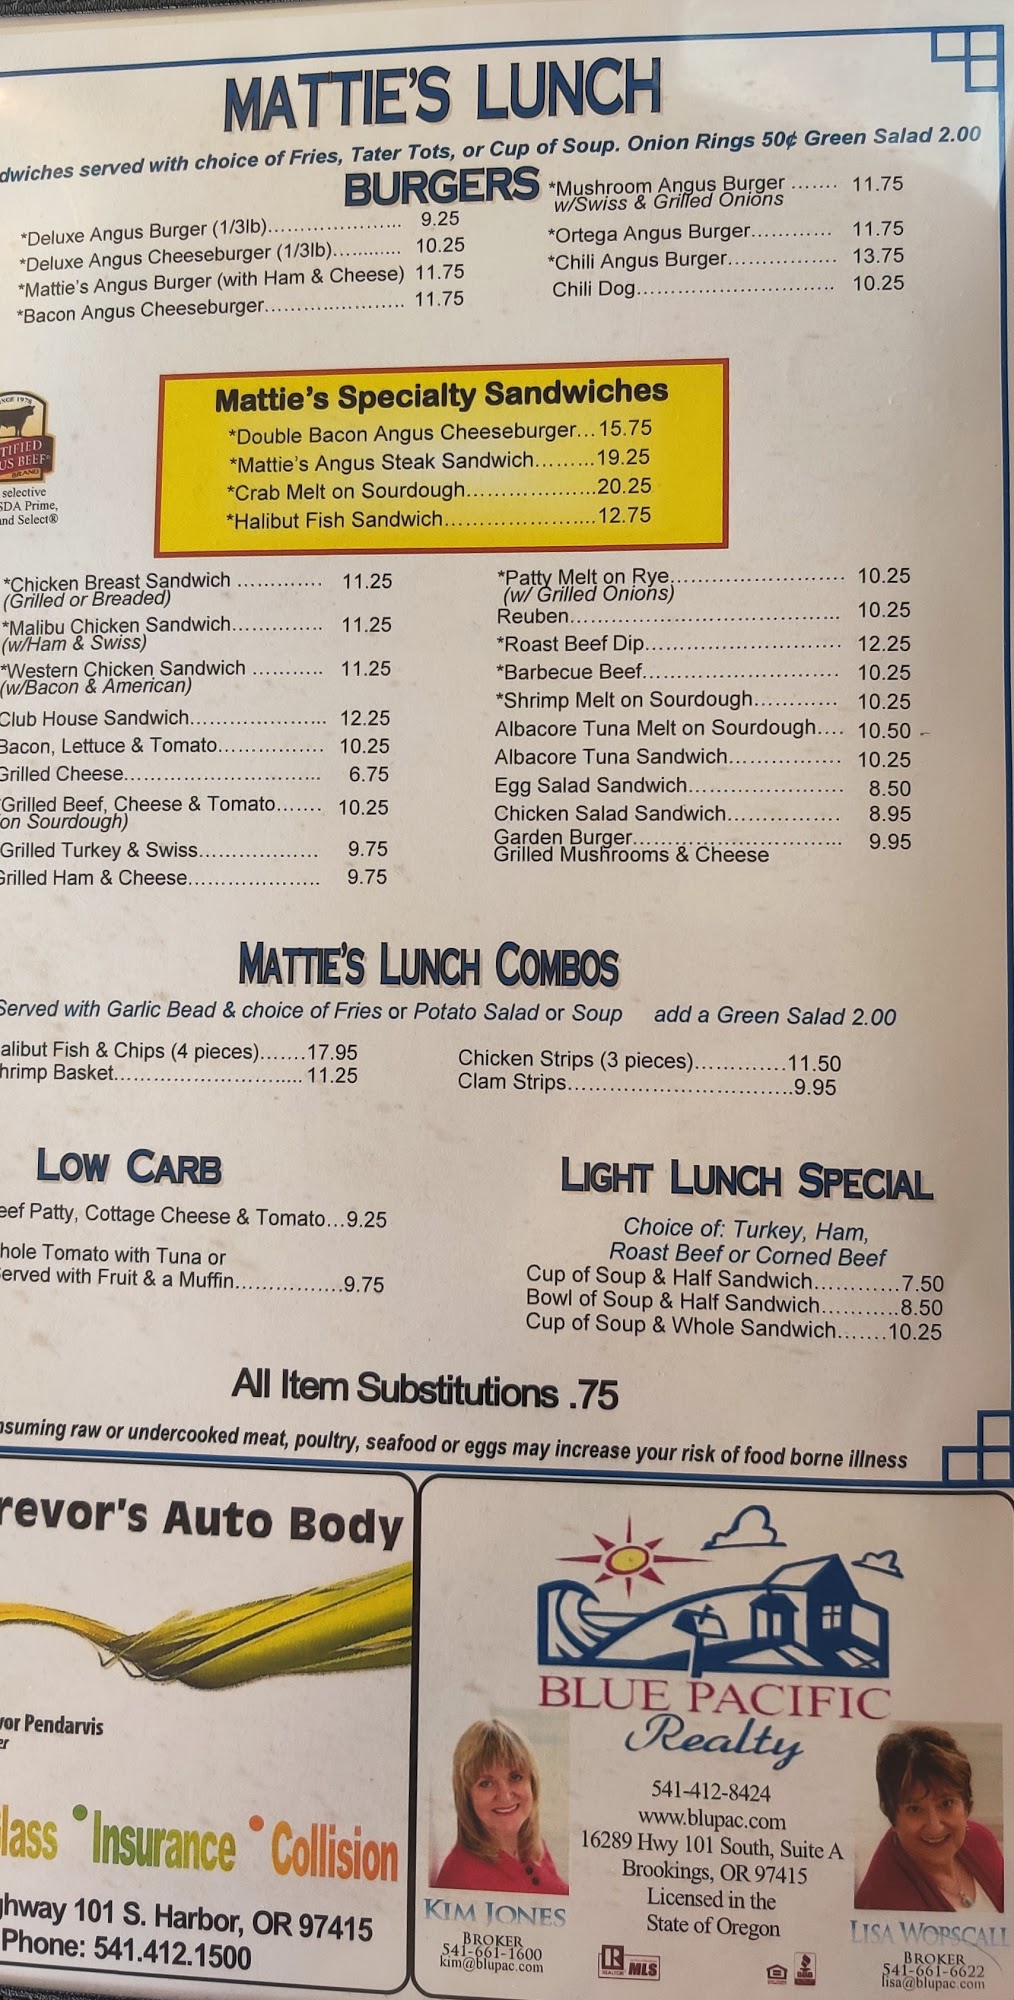 MATTIE'S LUNCH
dwiches served with choice of Fries, Tater Tots, or Cup of Soup. Onion Rings 50¢ Green Salad 2.00
BURGERS
*Deluxe Angus Burger (1/3lb)..................... 9.25
*Deluxe Angus Cheeseburger (1/3lb)........... 10.25
*Mattie's Angus Burger (with Ham & Cheese) 11.75
*Bacon Angus Cheeseburger...................... 11.75
*Mushroom Angus Burger ....... 11.75
w/Swiss & Grilled Onions
*Ortega Angus Burger............ 11.75
*Chili Angus Burger................ 13.75
Chili Dog............................. 10.25
Mattie's Specialty Sandwiches
*Double Bacon Angus Cheeseburger...15.75
*Mattie's Angus Steak Sandwich.........19.25
*Crab Melt on Sourdough...................20.25
*Halibut Fish Sandwich......................12.75
SINCE 1978
TIFIED
US BEEF®
BRAND
selective
SDA Prime,
nd Select®
*Chicken Breast Sandwich ............. 11.25
(Grilled or Breaded)
*Malibu Chicken Sandwich.............. 11.25
(w/Ham & Swiss)
*Western Chicken Sandwich ........... 11.25
(w/Bacon & American)
Club House Sandwich.................... 12.25
Bacon, Lettuce & Tomato................ 10.25
Grilled Cheese............................. 6.75
*Grilled Beef, Cheese & Tomato....... 10.25
on Sourdough)
Grilled Turkey & Swiss.................. 9.75
Grilled Ham & Cheese.................... 9.75
*Patty Melt on Rye.......................... 10.25
(w/ Grilled Onions)
Reuben........................................ 10.25
*Roast Beef Dip............................. 12.25
*Barbecue Beef............................. 10.25
*Shrimp Melt on Sourdough............ 10.25
Albacore Tuna Melt on Sourdough.... 10.50
Albacore Tuna Sandwich................. 10.25
Egg Salad Sandwich....................... 8.50
Chicken Salad Sandwich................. 8.95
Garden Burger............................... 9.95
Grilled Mushrooms & Cheese
MATTIE'S LUNCH COMBOS
Served with Garlic Bead & choice of Fries or Potato Salad or Soup add a Green Salad 2.00
alibut Fish & Chips (4 pieces).......17.95
hrimp Basket............................ 11.25
Chicken Strips (3 pieces).............11.50
Clam Strips.................................9.95
LOW CARB
eef Patty, Cottage Cheese & Tomato...9.25
hole Tomato with Tuna or
erved with Fruit & a Muffin................9.75
LIGHT LUNCH SPECIAL
Choice of: Turkey, Ham,
Roast Beef or Corned Beef
Cup of Soup & Half Sandwich............7.50
Bowl of Soup & Half Sandwich...........8.50
Cup of Soup & Whole Sandwich.......10.25
All Item Substitutions .75
nsuming raw or undercooked meat, poultry, seafood or eggs may increase your risk of food borne illness
revor's Auto Body
vor Pendarvis
er
lass • Insurance • Collision
ghway 101 S. Harbor, OR 97415
Phone: 541.412.1500
BLUE PACIFIC
Realty
541-412-8424
www.blupac.com
16289 Hwy 101 South, Suite A
Brookings, OR 97415
Licensed in the
State of Oregon
KIM JONES
BROKER
541-661-1600
kim@blupac.com
REALTOR MLS
LISA WORSCALL
BROKER
541-661-6622
lisa@blupac.com